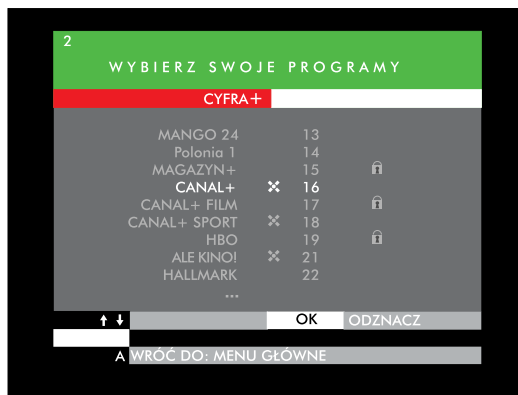 2
WYBIERZ SWOJE PROGRAMY
CYFRA+
MANGO 24 13
Polonia 1 14
MAGAZYN+ 15
CANAL+ 16
CANAL+ FILM 17
CANAL+ SPORT 18
HBO 19
ALE KINO! 21
HALLMARK 22
...
OK ODZNACZ
A WRÓĆ DO: MENU GŁÓWNE